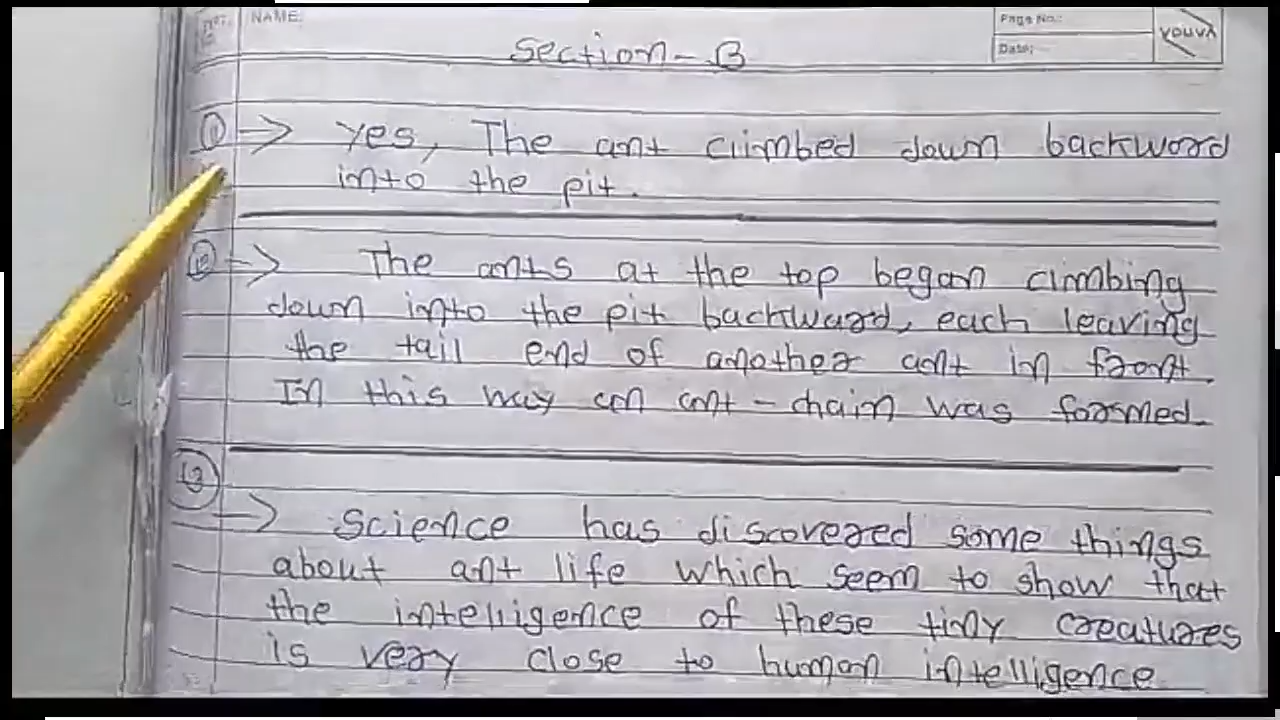 NAME:
Page No.:
Date:
YOUVA
Section - B
11 → Yes, The ant climbed down backword
into the pit.
12 → The ants at the top began climbing
down into the pit backward, each leaving
the tail end of another ant in front.
In this way an ant-chain was formed.
13
→ Science has discovered some things
about ant life which seem to show that
the intelligence of these tiny creatures
is very close to human intelligence